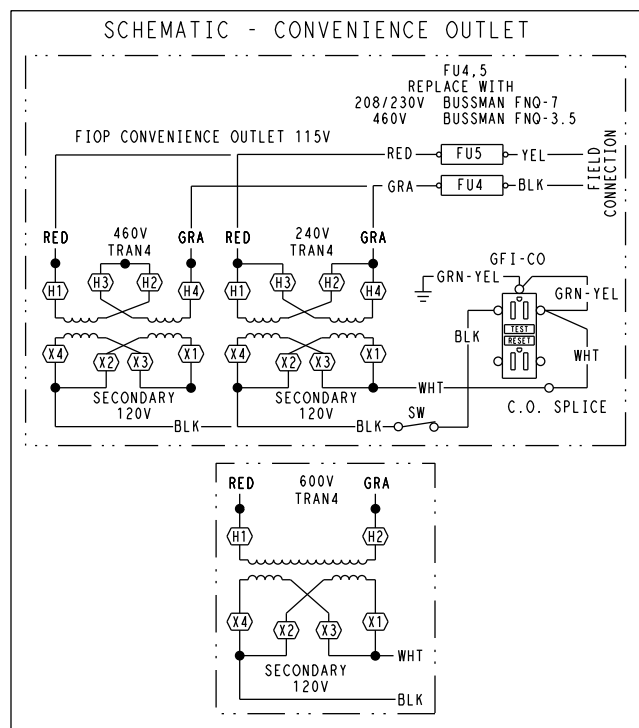 SCHEMATIC - CONVENIENCE OUTLET
FU4,5
REPLACE WITH
208/230V BUSSMAN FNQ-7
460V BUSSMAN FNQ-3.5
FIOP CONVENIENCE OUTLET 115V
RED FU5 YEL
GRA FU4 BLK
FIELD
CONNECTION
RED 460V GRA RED 240V GRA
TRAN4 TRAN4
GFI-CO
H1 H3 H2 H4 H1 H3 H2 H4
GRN-YEL
GRN-YEL
BLK
TEST
RESET
X4 X2 X3 X1 X4 X2 X3 X1
WHT
SECONDARY WHT
120V
SECONDARY
120V
BLK BLK SW
C.O. SPLICE
RED 600V GRA
TRAN4
H1 H2
X4 X2 X3 X1
WHT
SECONDARY
120V
BLK